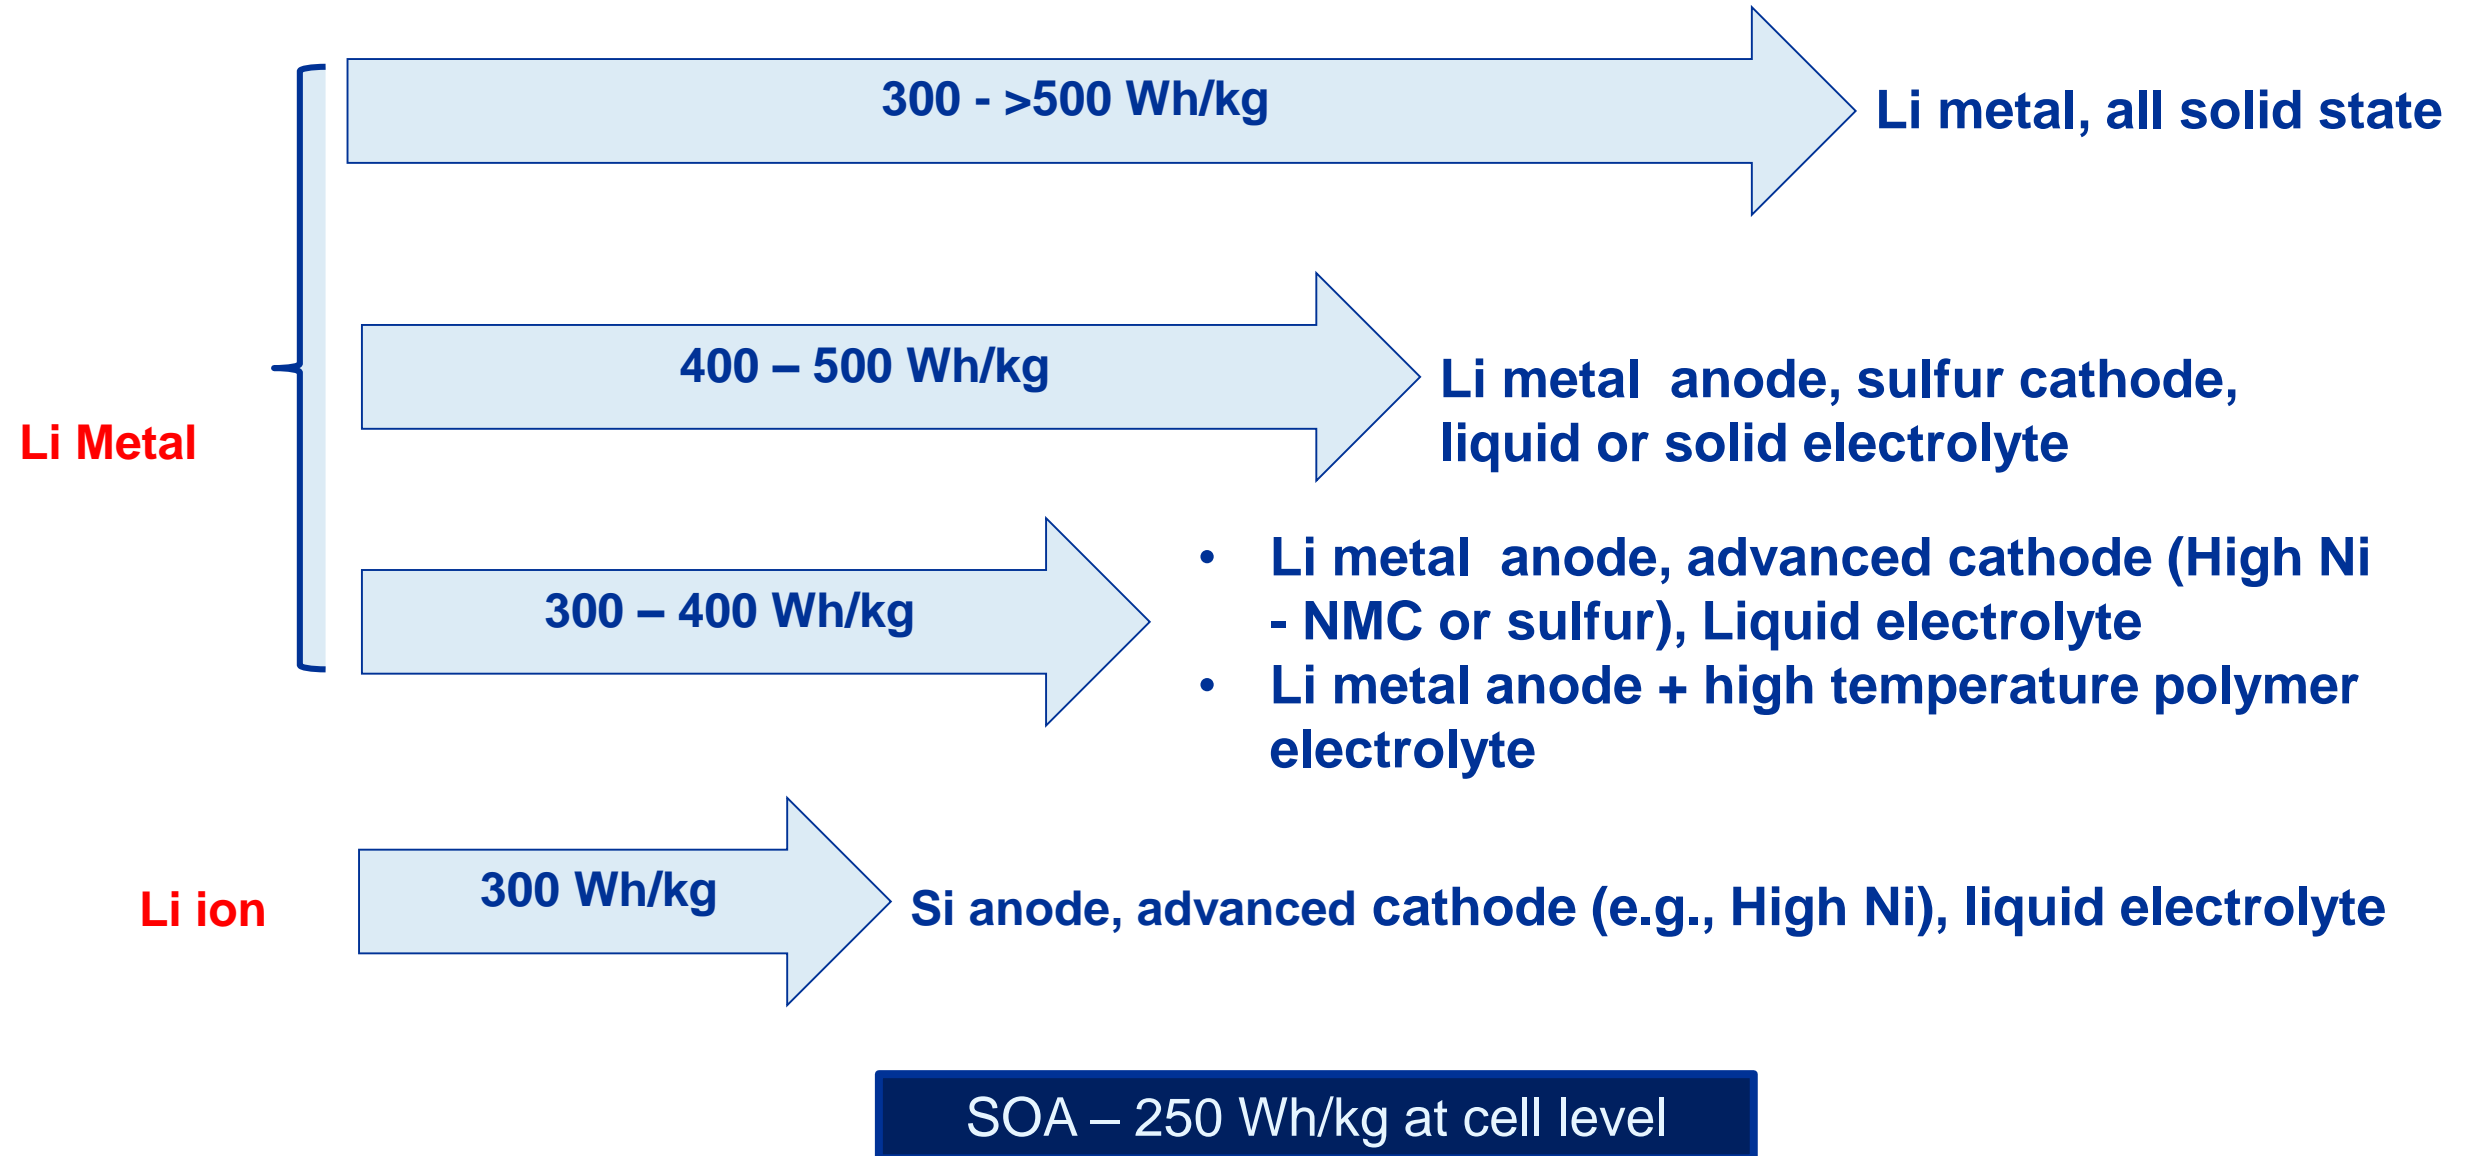 300 - >500 Wh/kg
Li metal, all solid state
400 – 500 Wh/kg
Li metal  anode, sulfur cathode,
liquid or solid electrolyte
Li Metal
300 – 400 Wh/kg
• Li metal  anode, advanced cathode (High Ni
- NMC or sulfur), Liquid electrolyte
• Li metal anode + high temperature polymer
electrolyte
Li ion
300 Wh/kg
Si anode, advanced cathode (e.g., High Ni), liquid electrolyte
SOA – 250 Wh/kg at cell level